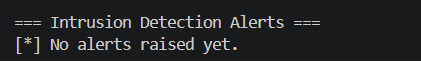 === Intrusion Detection Alerts ===
[*] No alerts raised yet.